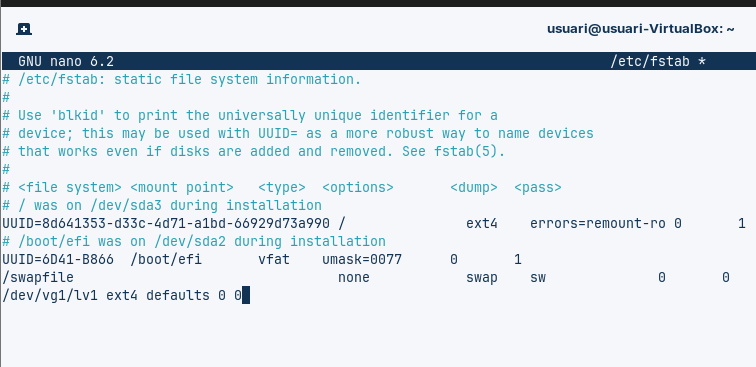 usuari@usuari-VirtualBox: ~
GNU nano 6.2 /etc/fstab *
# /etc/fstab: static file system information.
#
# Use 'blkid' to print the universally unique identifier for a
# device; this may be used with UUID= as a more robust way to name devices
# that works even if disks are added and removed. See fstab(5).
#
# <file system> <mount point>   <type>  <options>       <dump>  <pass>
# / was on /dev/sda3 during installation
UUID=8d641353-d33c-4d71-a1bd-66929d73a990 /               ext4    errors=remount-ro 0       1
# /boot/efi was on /dev/sda2 during installation
UUID=6D41-B866  /boot/efi       vfat    umask=0077      0       1
/swapfile                                 none            swap    sw              0       0
/dev/vg1/lv1 ext4 defaults 0 0